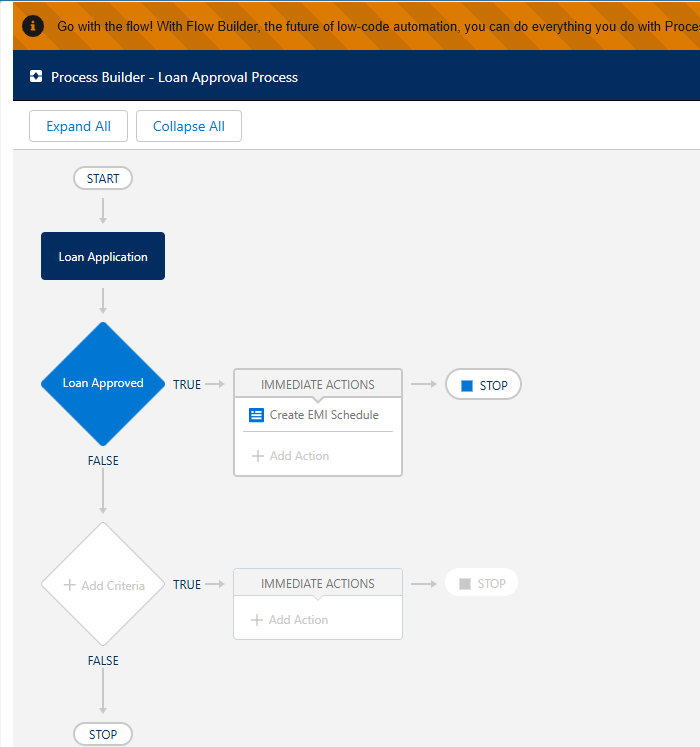 Go with the flow! With Flow Builder, the future of low-code automation, you can do everything you do with
Process Builder - Loan Approval Process
Expand All Collapse All
START
Loan Application
Loan Approved TRUE IMMEDIATE ACTIONS STOP
Create EMI Schedule
+ Add Action
FALSE
+ Add Criteria TRUE IMMEDIATE ACTIONS STOP
+ Add Action
FALSE
STOP